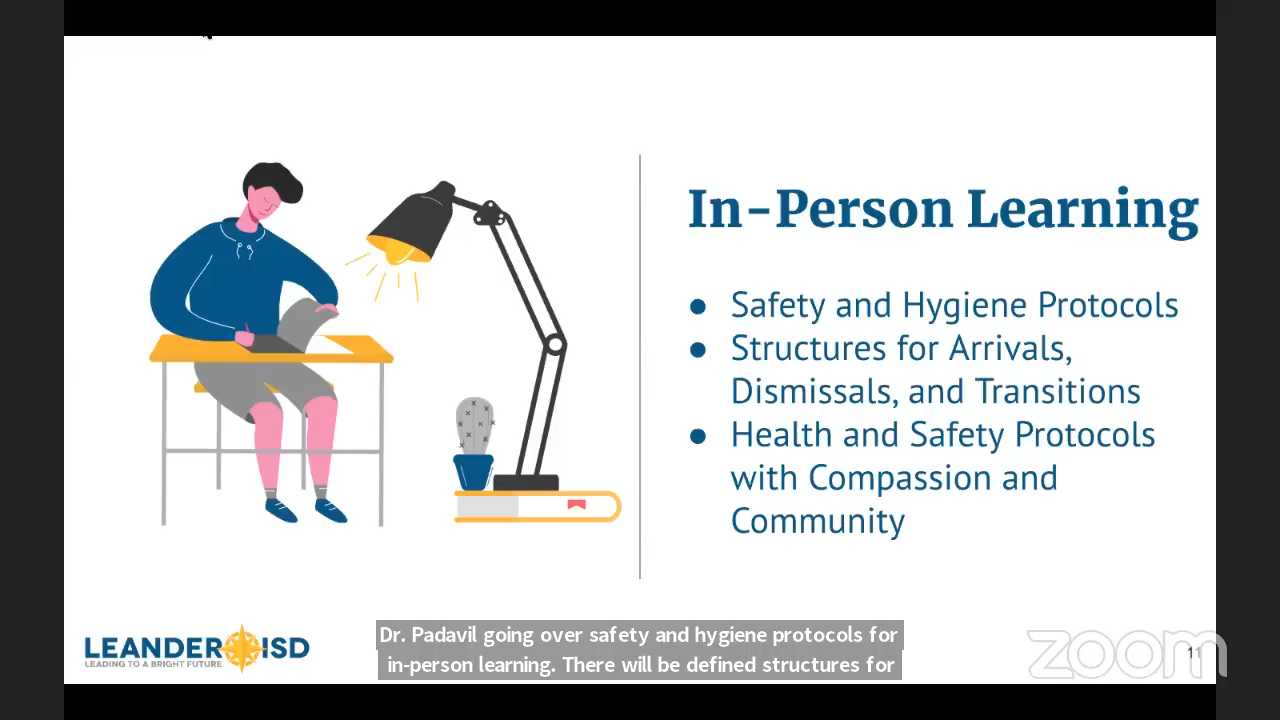 In-Person Learning
● Safety and Hygiene Protocols
● Structures for Arrivals,
Dismissals, and Transitions
● Health and Safety Protocols
with Compassion and
Community
LEANDER ISD
LEADING TO A BRIGHT FUTURE
Dr. Padavil going over safety and hygiene protocols for
in-person learning. There will be defined structures for
zoom
11